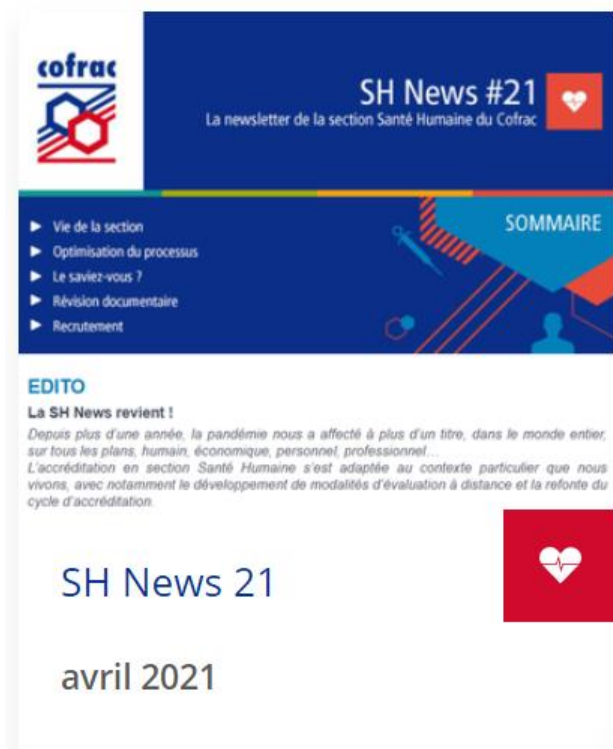 cofrac
SH News #21
La newsletter de la section Santé Humaine du Cofrac
SOMMAIRE
Vie de la section
Optimisation du processus
Le saviez-vous ?
Révision documentaire
Recrutement
EDITO
La SH News revient !
Depuis plus d'une année, la pandémie nous a affecté à plus d'un titre, dans le monde entier,
sur tous les plans, humain, économique, personnel, professionnel...
L'accréditation en section Santé Humaine s'est adaptée au contexte particulier que nous
vivons, avec notamment le développement de modalités d'évaluation à distance et la refonte du
cycle d'accréditation.
SH News 21
avril 2021